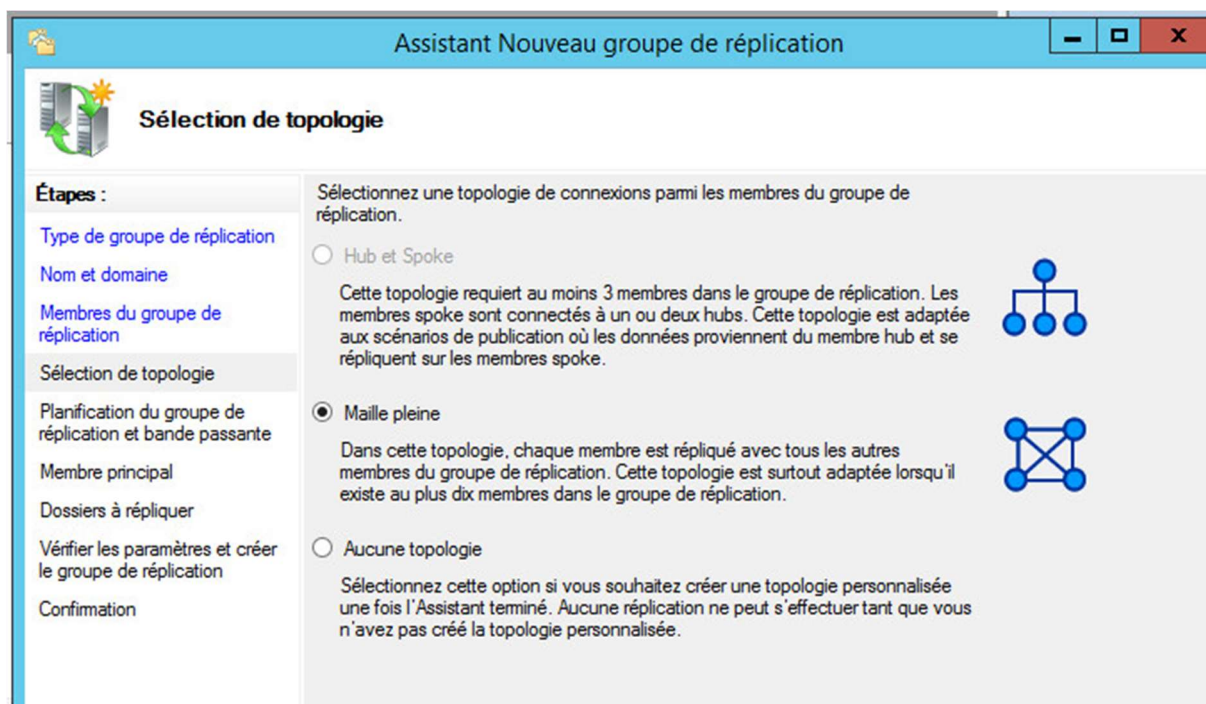 Assistant Nouveau groupe de réplication
Sélection de topologie
Étapes :
Type de groupe de réplication
Nom et domaine
Membres du groupe de
réplication
Sélection de topologie
Planification du groupe de
réplication et bande passante
Membre principal
Dossiers à répliquer
Vérifier les paramètres et créer
le groupe de réplication
Confirmation
Sélectionnez une topologie de connexions parmi les membres du groupe de
réplication.
Hub et Spoke
Cette topologie requiert au moins 3 membres dans le groupe de réplication. Les
membres spoke sont connectés à un ou deux hubs. Cette topologie est adaptée
aux scénarios de publication où les données proviennent du membre hub et se
répliquent sur les membres spoke.
Maille pleine
Dans cette topologie, chaque membre est répliqué avec tous les autres
membres du groupe de réplication. Cette topologie est surtout adaptée lorsqu'il
existe au plus dix membres dans le groupe de réplication.
Aucune topologie
Sélectionnez cette option si vous souhaitez créer une topologie personnalisée
une fois l'Assistant terminé. Aucune réplication ne peut s'effectuer tant que vous
n'avez pas créé la topologie personnalisée.